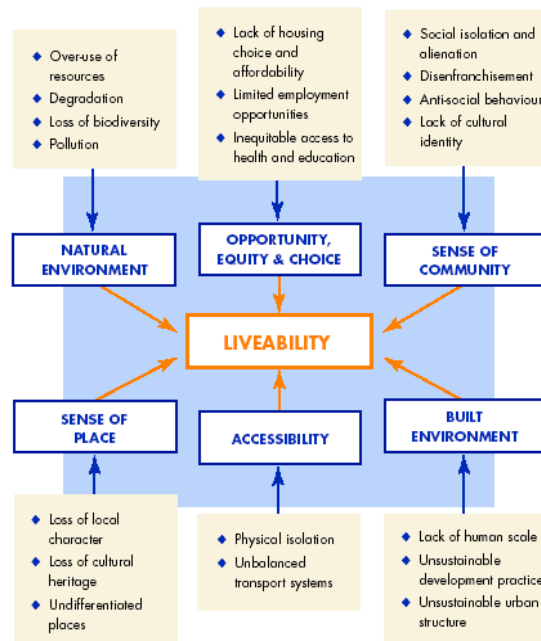 Over-use of
resources
Degradation
Loss of biodiversity
Pollution
Lack of housing
choice and
affordability
Limited employment
opportunities
Inequitable access to
health and education
Social isolation and
alienation
Disenfranchisement
Anti-social behaviour
Lack of cultural
identity
NATURAL
ENVIRONMENT
OPPORTUNITY,
EQUITY & CHOICE
SENSE OF
COMMUNITY
LIVEABILITY
SENSE OF
PLACE
ACCESSIBILITY
BUILT
ENVIRONMENT
Loss of local
character
Loss of cultural
heritage
Undifferentiated
places
Physical isolation
Unbalanced
transport systems
Lack of human scale
Unsustainable
development practice
Unsustainable urban
structure